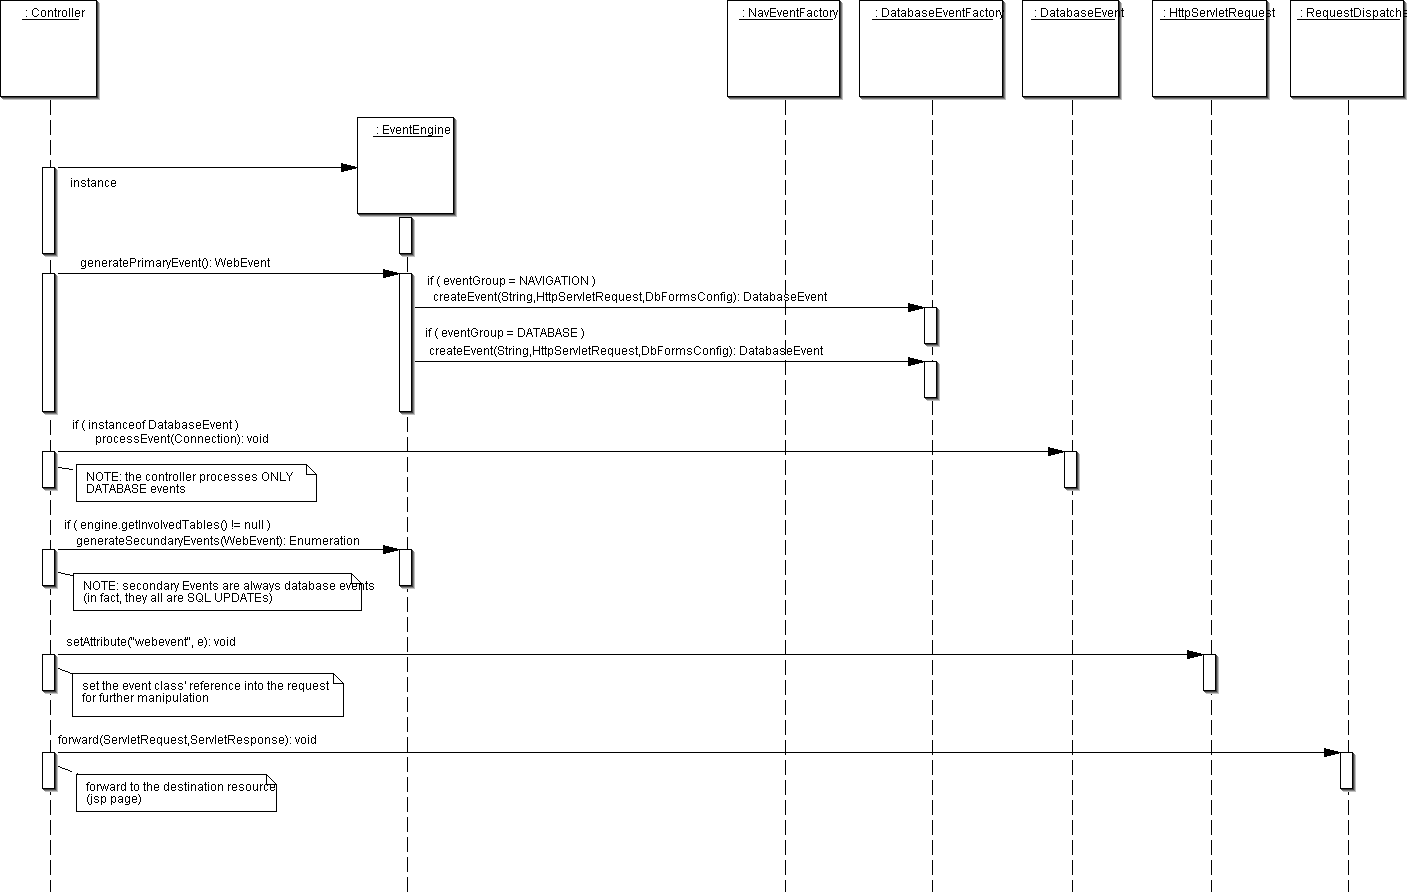 : Controller
: NavEventFactory
: DatabaseEventFactory
: DatabaseEvent
: HttpServletRequest
: RequestDispatche
: EventEngine
instance
generatePrimaryEvent(): WebEvent
if ( eventGroup = NAVIGATION )
createEvent(String,HttpServletRequest,DbFormsConfig): DatabaseEvent
if ( eventGroup = DATABASE )
createEvent(String,HttpServletRequest,DbFormsConfig): DatabaseEvent
if ( instanceof DatabaseEvent )
processEvent(Connection): void
NOTE: the controller processes ONLY
DATABASE events
if ( engine.getInvolvedTables() != null )
generateSecundaryEvents(WebEvent): Enumeration
NOTE: secondary Events are always database events
(in fact, they all are SQL UPDATEs)
setAttribute("webevent", e): void
set the event class' reference into the request
for further manipulation
forward(ServletRequest,ServletResponse): void
forward to the destination resource
(jsp page)